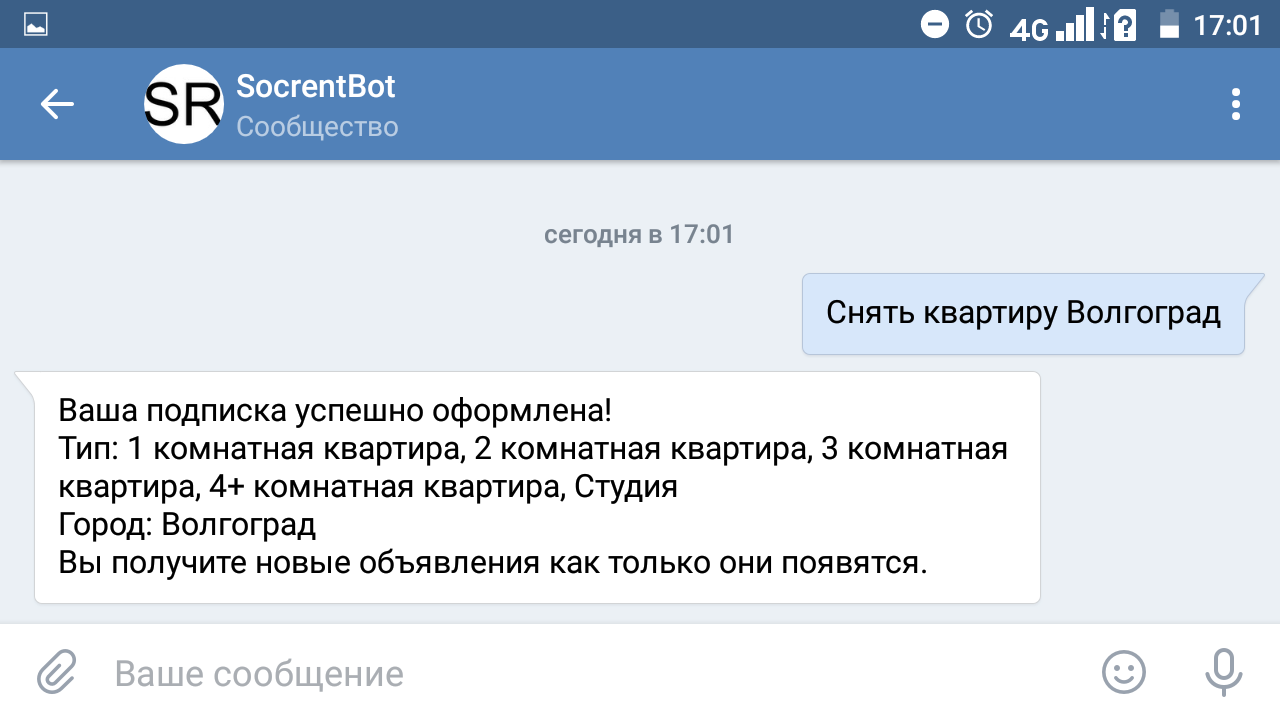 4G
17:01
SR
SocrentBot
Сообщество
сегодня в 17:01
Снять квартиру Волгоград
Ваша подписка успешно оформлена!
Тип: 1 комнатная квартира, 2 комнатная квартира, 3 комнатная
квартира, 4+ комнатная квартира, Студия
Город: Волгоград
Вы получите новые объявления как только они появятся.
Ваше сообщение